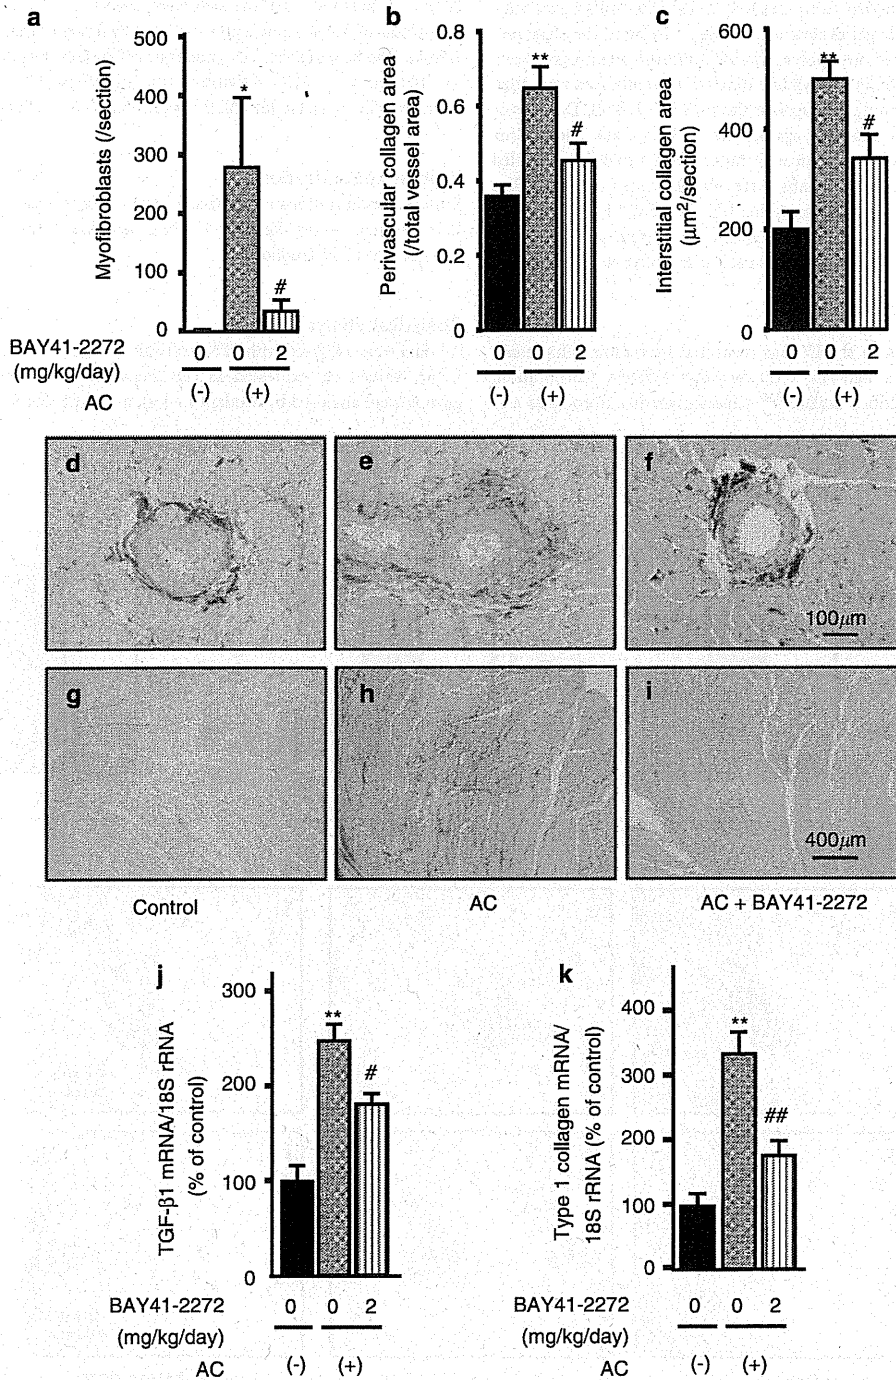 a
Myofibroblasts (/section)
500
400
300
200
100
0
*
#
b
Perivascular collagen area
(/total vessel area)
0.8
0.6
0.4
0.2
0
**
#
c
Interstitial collagen area
(μm²/section)
600
400
200
0
**
#
BAY41-2272
(mg/kg/day)
AC
0 0 2
(-) (+)
0 0 2
(-) (+)
0 0 2
(-) (+)
d
e
f
100μm
g
h
i
400μm
Control
AC
AC + BAY41-2272
j
TGF-β1 mRNA/18S rRNA
(% of control)
300
200
100
0
**
#
BAY41-2272 0 0 2
(mg/kg/day)
AC (-) (+)
k
Type 1 collagen mRNA/
18S rRNA (% of control)
400
300
200
100
0
**
##
BAY41-2272 0 0 2
(mg/kg/day)
AC (-) (+)